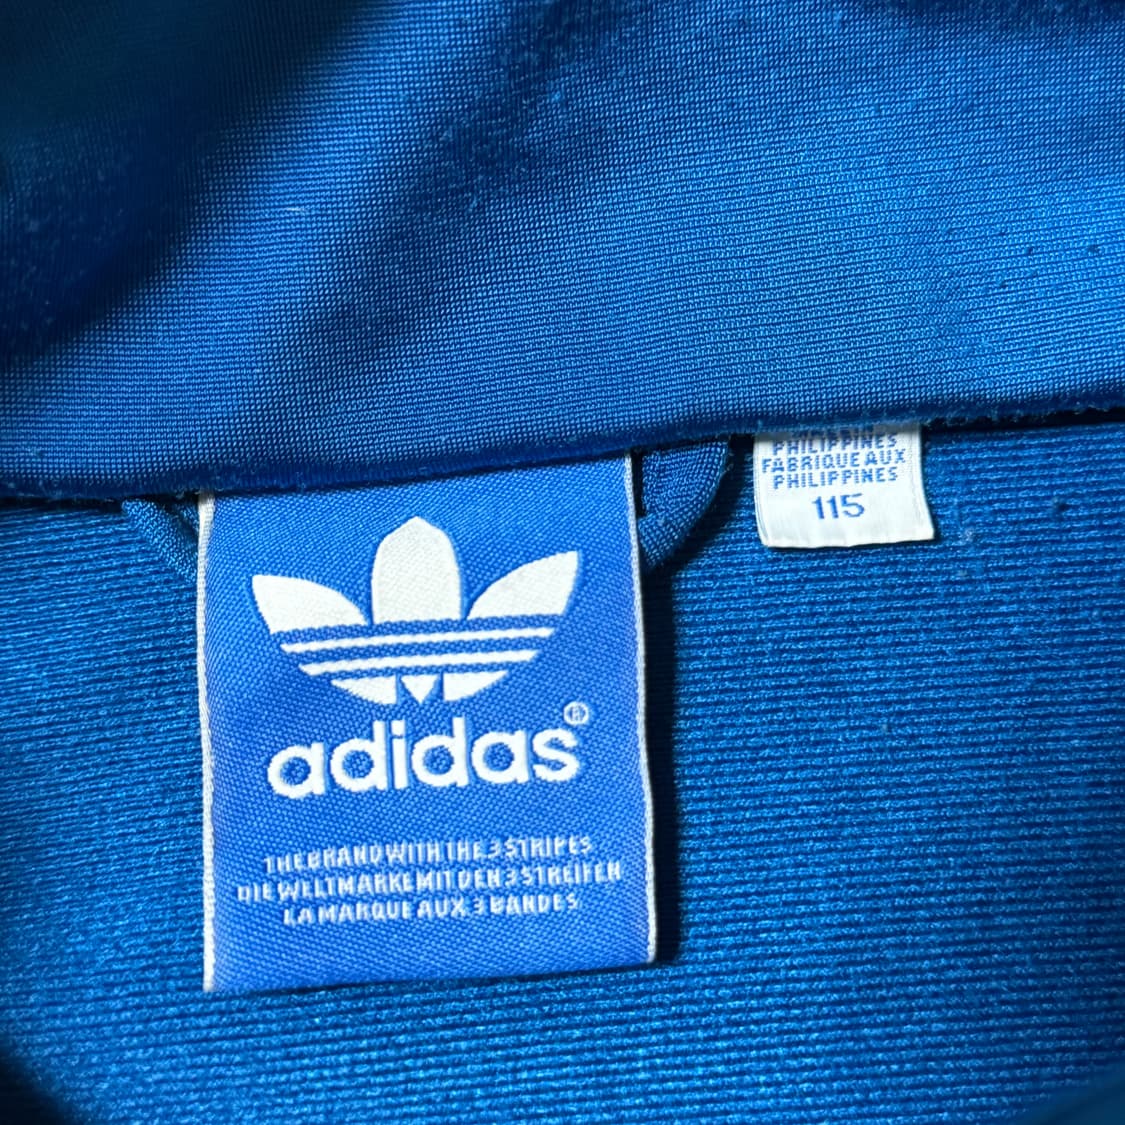 adidas®
THE BRAND WITH THE 3 STRIPES
DIE WELTMARKE MIT DEN 3 STREIFEN
LA MARQUE AUX 3 BANDES
PHILIPPINES
FABRIQUE AUX
PHILIPPINES
115